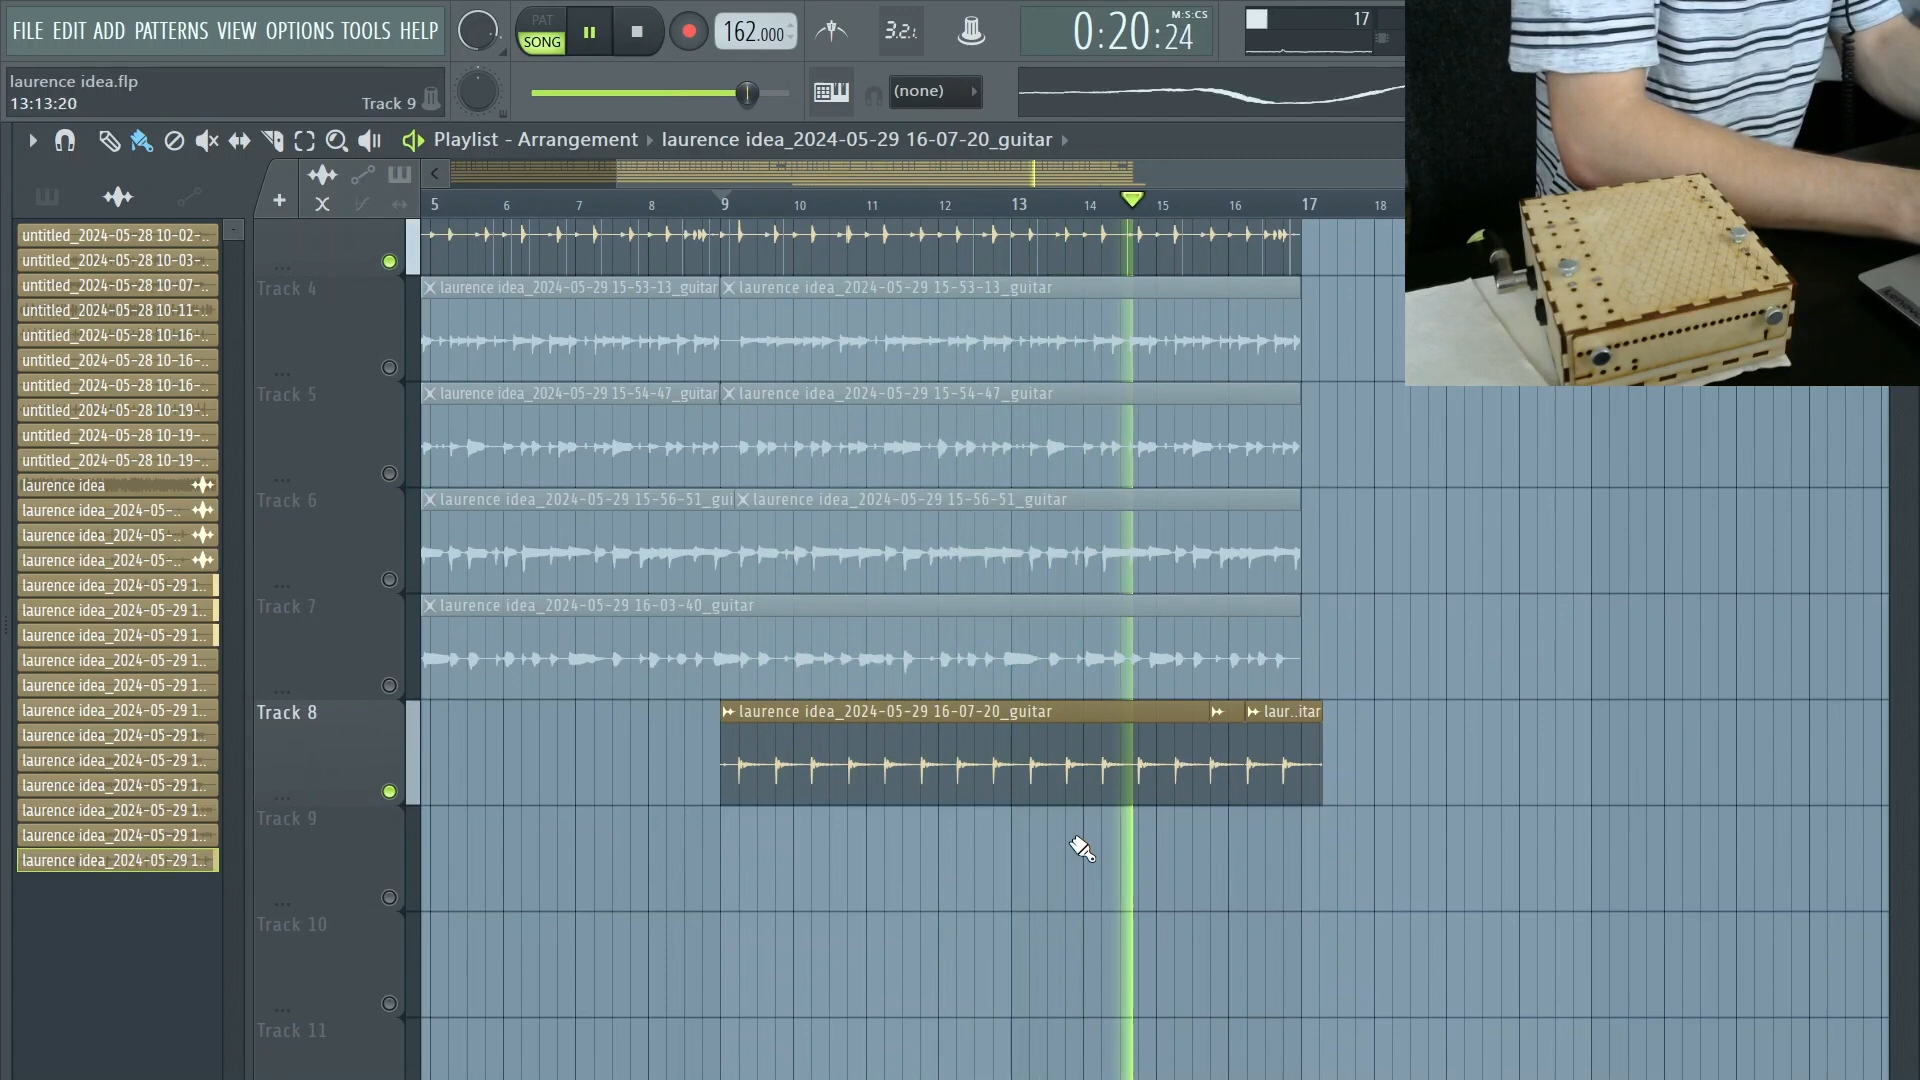 FILE EDIT ADD PATTERNS VIEW OPTIONS TOOLS HELP
PAT
SONG
162.000
3.2.
0:20:24
M:S:CS
17
laurence idea.flp
13:13:20
Track 9
(none)
Playlist - Arrangement
laurence idea_2024-05-29 16-07-20_guitar
5 6 7 8 9 10 11 12 13 14 15 16 17 18
untitled_2024-05-28 10-02-..
untitled_2024-05-28 10-03-..
untitled_2024-05-28 10-07-..
untitled_2024-05-28 10-11-..
untitled_2024-05-28 10-16-..
untitled_2024-05-28 10-16-..
untitled_2024-05-28 10-16-..
untitled_2024-05-28 10-19-..
untitled_2024-05-28 10-19-..
untitled_2024-05-28 10-19-..
laurence idea
laurence idea_2024-05-..
laurence idea_2024-05-..
laurence idea_2024-05-..
laurence idea_2024-05-29 1..
laurence idea_2024-05-29 1..
laurence idea_2024-05-29 1..
laurence idea_2024-05-29 1..
laurence idea_2024-05-29 1..
laurence idea_2024-05-29 1..
laurence idea_2024-05-29 1..
laurence idea_2024-05-29 1..
laurence idea_2024-05-29 1..
laurence idea_2024-05-29 1..
laurence idea_2024-05-29 1..
laurence idea_2024-05-29 1..
Track 4
laurence idea_2024-05-29 15-53-13_guitar
laurence idea_2024-05-29 15-53-13_guitar
Track 5
laurence idea_2024-05-29 15-54-47_guitar
laurence idea_2024-05-29 15-54-47_guitar
Track 6
laurence idea_2024-05-29 15-56-51_gui
laurence idea_2024-05-29 15-56-51_guitar
Track 7
laurence idea_2024-05-29 16-03-40_guitar
Track 8
laurence idea_2024-05-29 16-07-20_guitar
laur..itar
Track 9
Track 10
Track 11